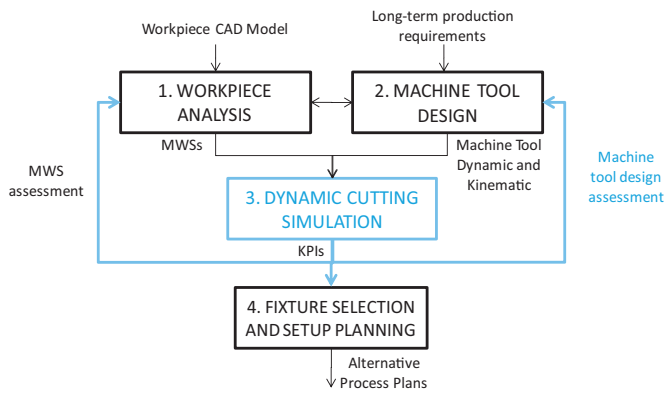 Workpiece CAD Model
Long-term production
requirements
1. WORKPIECE
ANALYSIS
2. MACHINE TOOL
DESIGN
MWSs
Machine Tool
Dynamic and
Kinematic
MWS
assessment
Machine
tool design
assessment
3. DYNAMIC CUTTING
SIMULATION
KPIs
4. FIXTURE SELECTION
AND SETUP PLANNING
Alternative
Process Plans